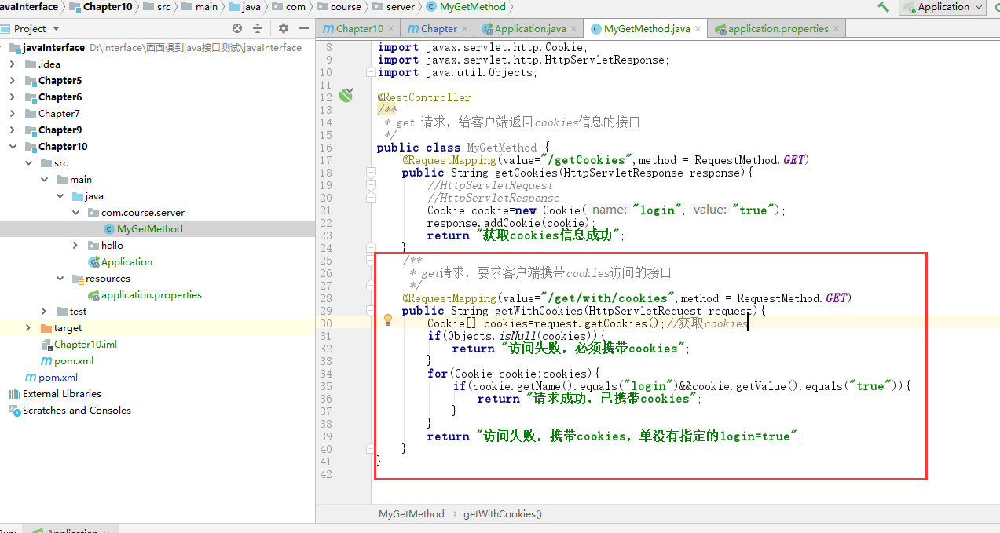 avaInterface Chapter10 src main java com course server MyGetMethod Application
Project
Chapter10 Chapter Application.java MyGetMethod.java application.properties
javaInterface D:\interface\面面俱到java接口测试\javaInterface
.idea
Chapter5
Chapter6
Chapter7
Chapter9
Chapter10
src
main
java
com.course.server
MyGetMethod
hello
Application
resources
application.properties
test
target
Chapter10.iml
pom.xml
pom.xml
External Libraries
Scratches and Consoles
8 import javax.servlet.http.Cookie;
9 import javax.servlet.http.HttpServletResponse;
10 import java.util.Objects;
11
12 @RestController
13 /**
14 * get 请求，给客户端返回cookies信息的接口
15 */
16 public class MyGetMethod {
17 @RequestMapping(value="/getCookies",method = RequestMethod.GET)
18 public String getCookies(HttpServletResponse response){
19 //HttpServletRequest
20 //HttpServletResponse
21 Cookie cookie=new Cookie( name: "login", value: "true");
22 response.addCookie(cookie);
23 return "获取cookies信息成功";
24 }
25 /**
26 * get请求，要求客户端携带cookies访问的接口
27 */
28 @RequestMapping(value="/get/with/cookies",method = RequestMethod.GET)
29 public String getWithCookies(HttpServletRequest request){
30 Cookie[] cookies=request.getCookies();//获取cookies
31 if(Objects.isNull(cookies)){
32 return "访问失败，必须携带cookies";
33 }
34 for(Cookie cookie:cookies){
35 if(cookie.getName().equals("login")&&cookie.getValue().equals("true")){
36 return "请求成功，已携带cookies";
37 }
38 }
39 return "访问失败，携带cookies，单没有指定的login=true";
40 }
41 }
42
MyGetMethod › getWithCookies()
Application